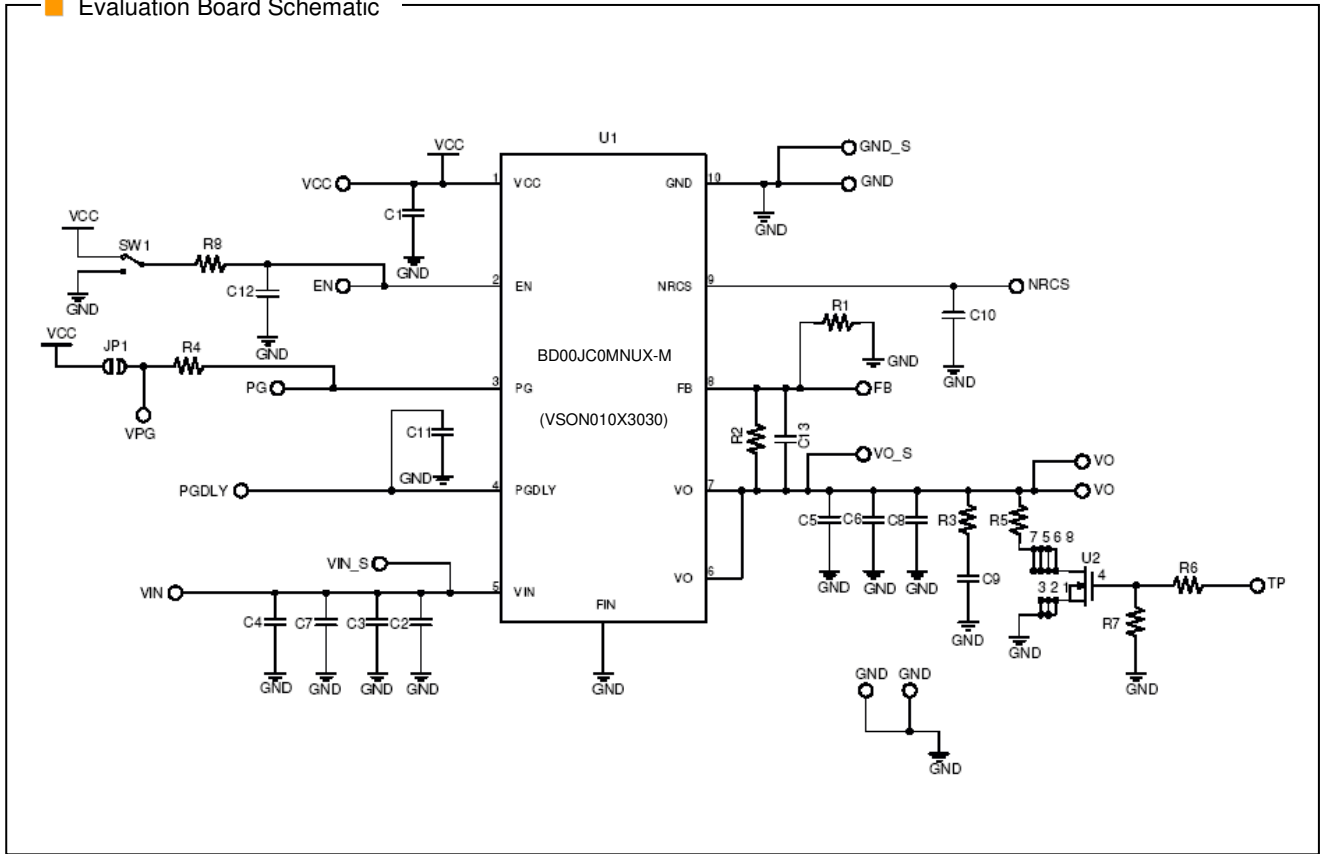 Evaluation Board Schematic
U1
VCC
VCC
C1
GND
1
VCC
GND
10
GND_S
GND
GND
VCC
SW1
R8
GND
C12
GND
EN
2
EN
NRCS
9
NRCS
C10
GND
R1
GND
VCC
JP1
R4
VPG
PG
3
PG
BD00JC0MNUX-M
(VSON010X3030)
FB
8
FB
R2
C13
C11
GND
PGDLY
4
PGDLY
VO
7
VO_S
VO
VO
C5
C6
C8
R3
R5
GND
GND
GND
C9
GND
7 5 6 8
U2
3 2 1
4
R6
TP
R7
GND
GND
VIN_S
VIN
5
VIN
VO
6
FIN
GND
C4
C7
C3
C2
GND
GND
GND
GND
GND
GND
GND